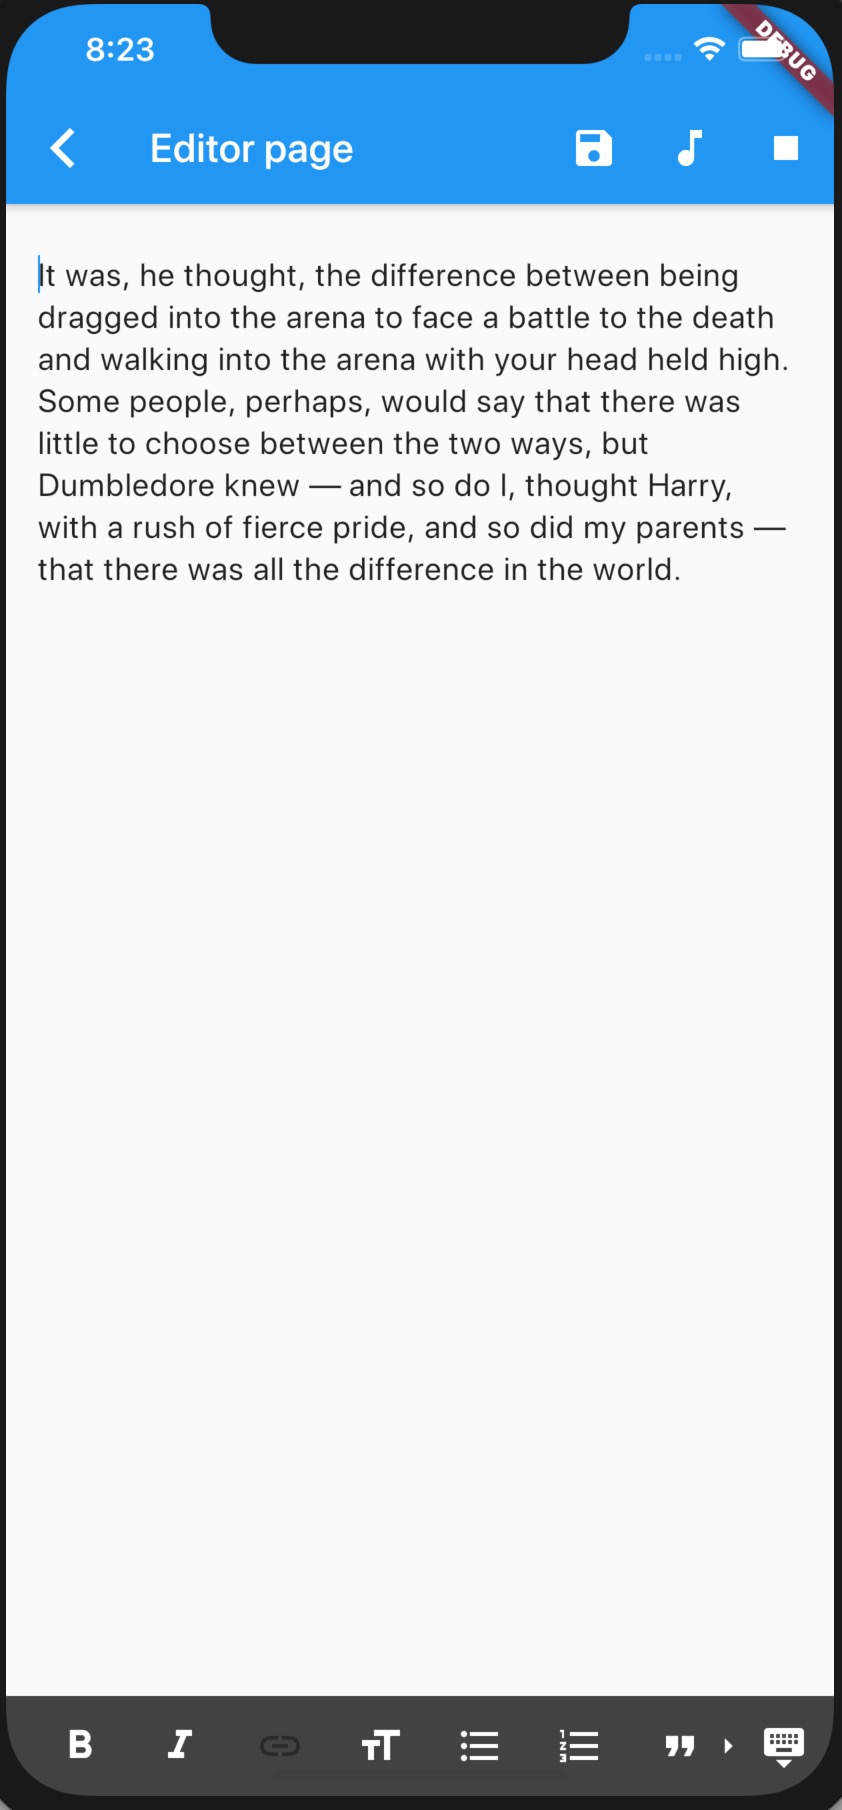 8:23
DEBUG
Editor page
It was, he thought, the difference between being
dragged into the arena to face a battle to the death
and walking into the arena with your head held high.
Some people, perhaps, would say that there was
little to choose between the two ways, but
Dumbledore knew — and so do I, thought Harry,
with a rush of fierce pride, and so did my parents —
that there was all the difference in the world.